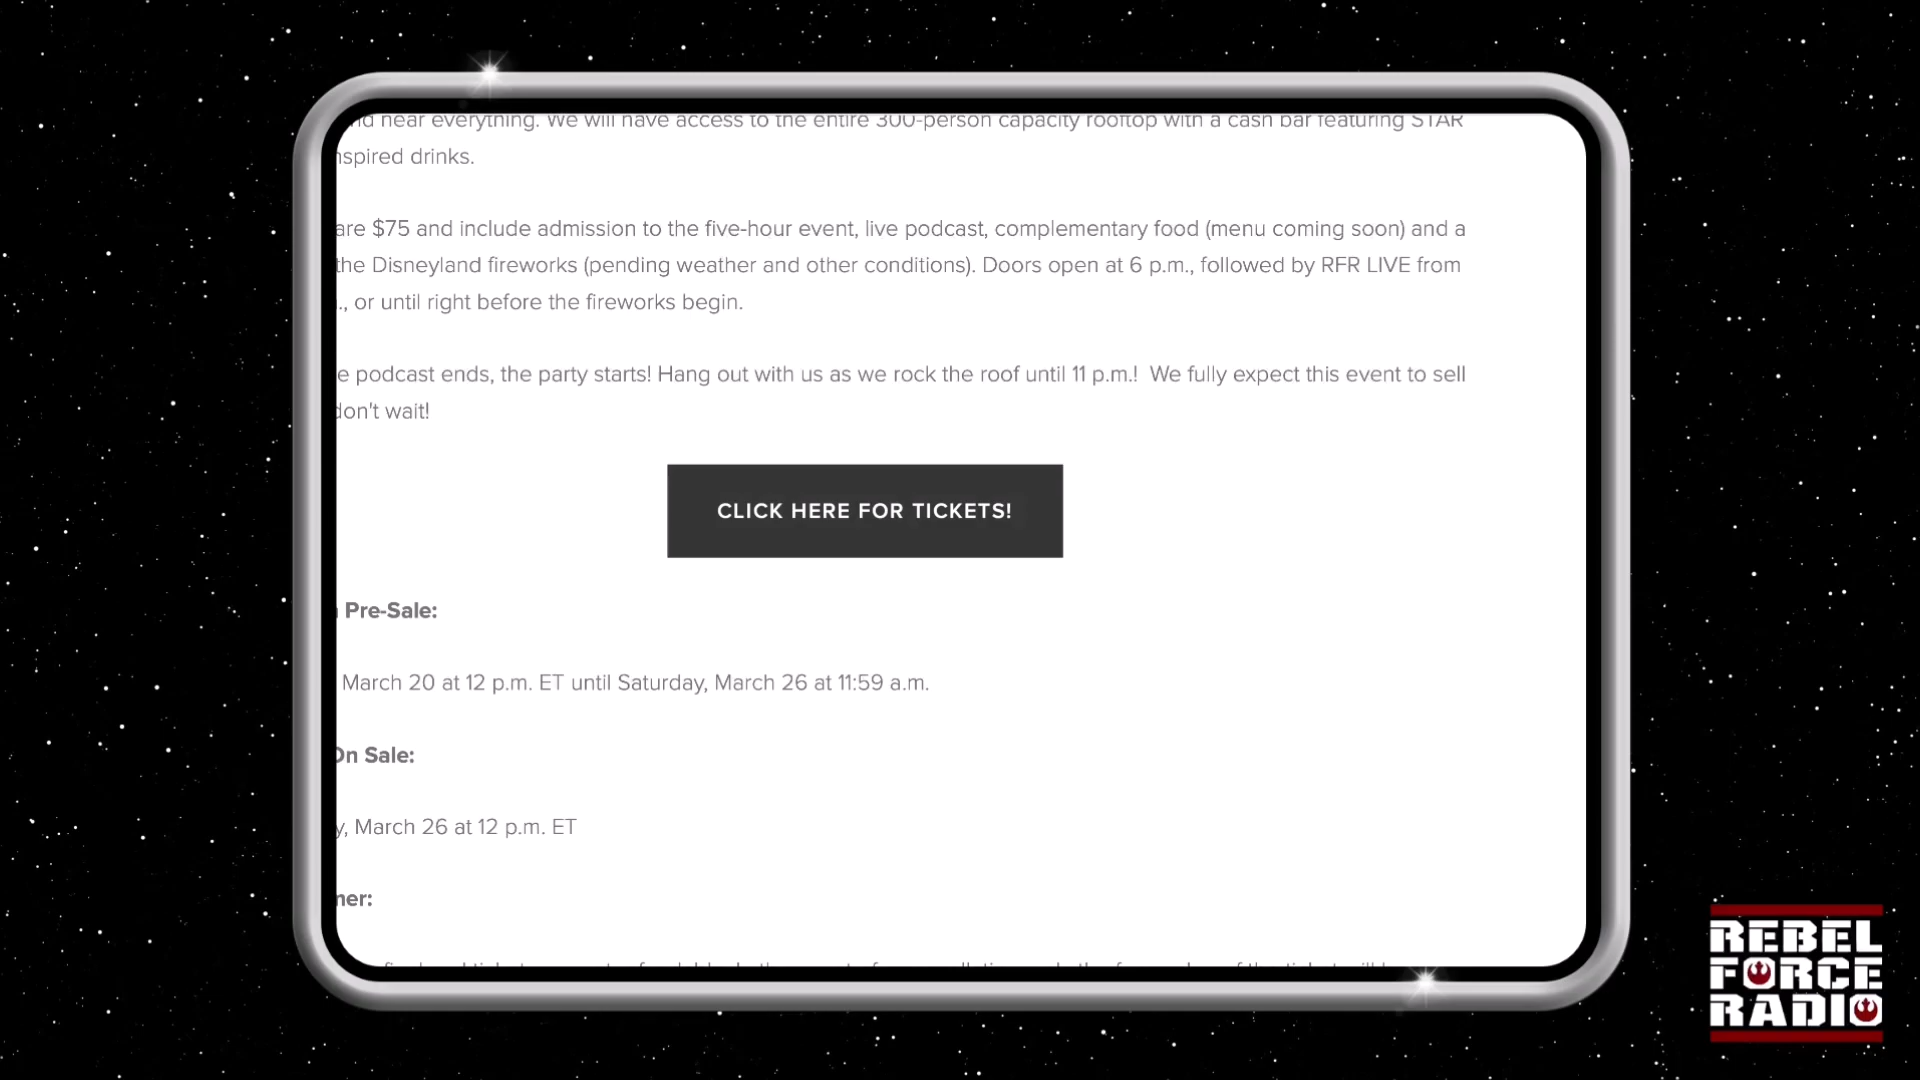 near everything. We will have access to the entire 300-person capacity rooftop with a cash bar featuring STAR
nspired drinks.
are $75 and include admission to the five-hour event, live podcast, complementary food (menu coming soon) and a
the Disneyland fireworks (pending weather and other conditions). Doors open at 6 p.m., followed by RFR LIVE from
., or until right before the fireworks begin.
e podcast ends, the party starts! Hang out with us as we rock the roof until 11 p.m.! We fully expect this event to sell
don't wait!
CLICK HERE FOR TICKETS!
Pre-Sale:
March 20 at 12 p.m. ET until Saturday, March 26 at 11:59 a.m.
On Sale:
y, March 26 at 12 p.m. ET
ner:
REBEL
FORCE
RADIO